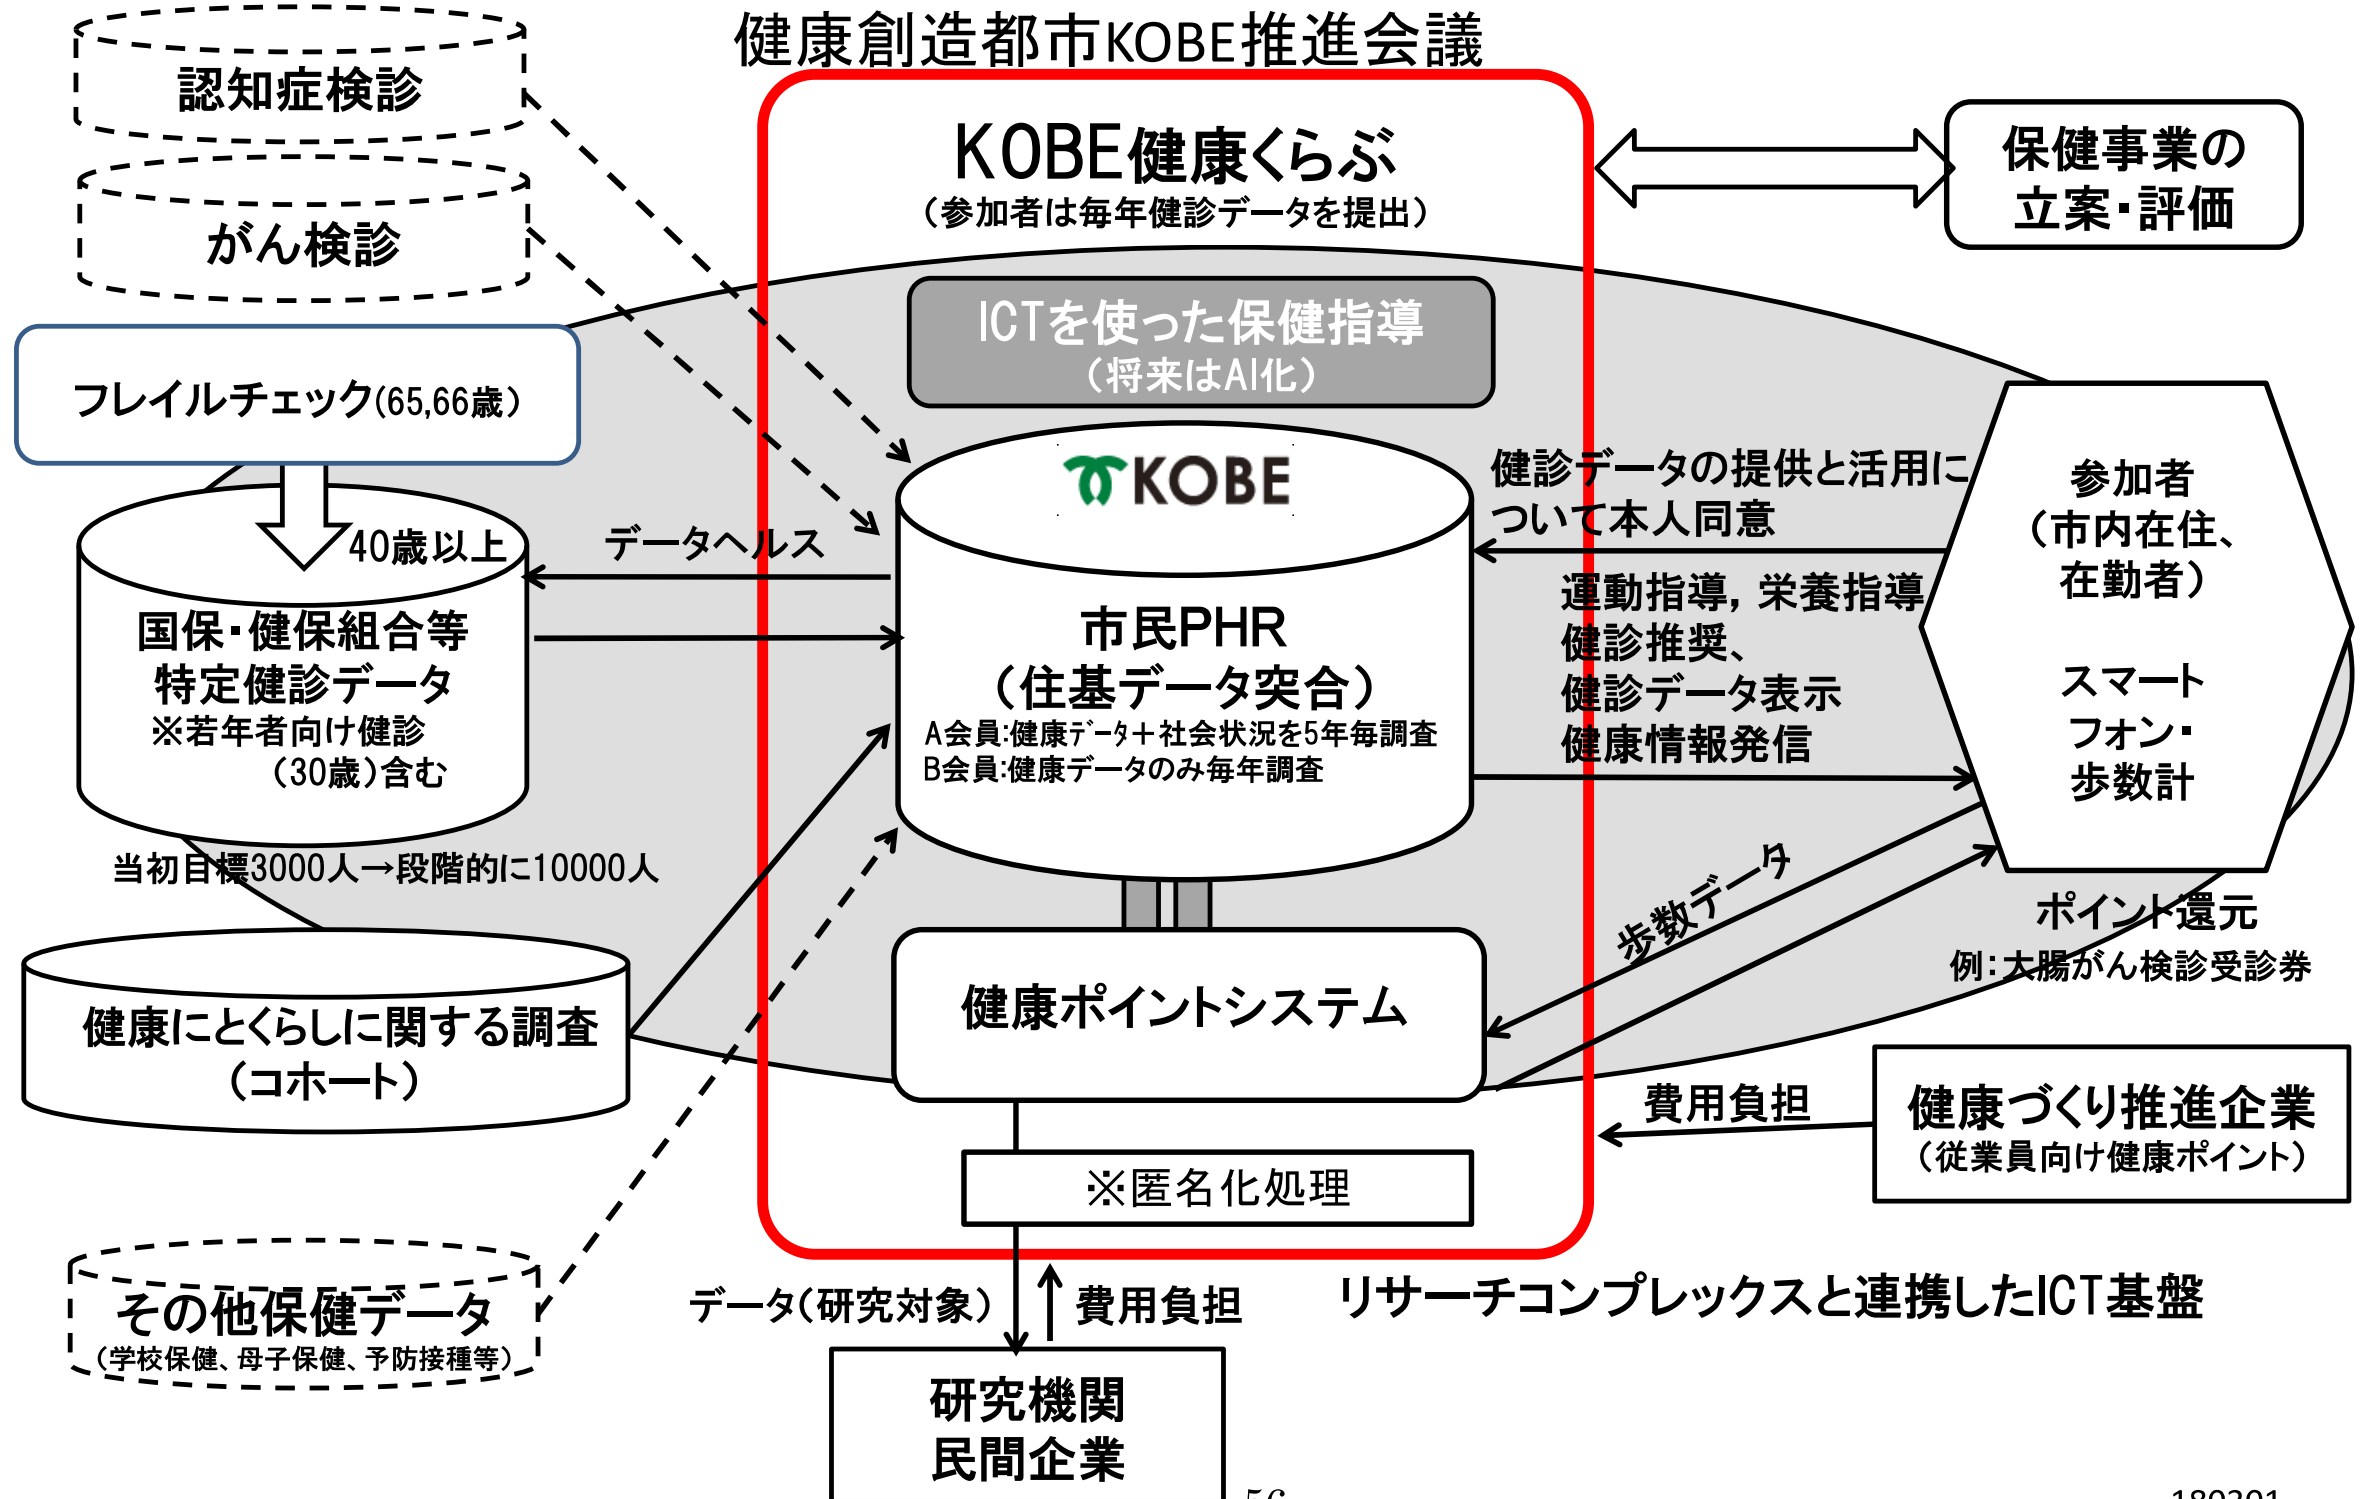 健康創造都市KOBE推進会議
認知症検診
がん検診
フレイルチェック(65,66歳)
40歳以上
国保・健保組合等
特定健診データ
※若年者向け健診
(30歳)含む
当初目標3000人→段階的に10000人
健康にとくらしに関する調査
(コホート)
その他保健データ
(学校保健、母子保健、予防接種等)
データヘルス
KOBE健康くらぶ
(参加者は毎年健診データを提出)
ICTを使った保健指導
(将来はAI化)
KOBE
市民PHR
(住基データ突合)
A会員:健康データ+社会状況を5年毎調査
B会員:健康データのみ毎年調査
健康ポイントシステム
※匿名化処理
データ(研究対象)
費用負担
研究機関
民間企業
保健事業の
立案・評価
健診データの提供と活用に
ついて本人同意
運動指導,栄養指導
健診推奨、
健診データ表示
健康情報発信
参加者
(市内在住、
在勤者)
スマート
フォン・
歩数計
歩数データ
ポイント還元
例:大腸がん検診受診券
費用負担
健康づくり推進企業
(従業員向け健康ポイント)
リサーチコンプレックスと連携したICT基盤